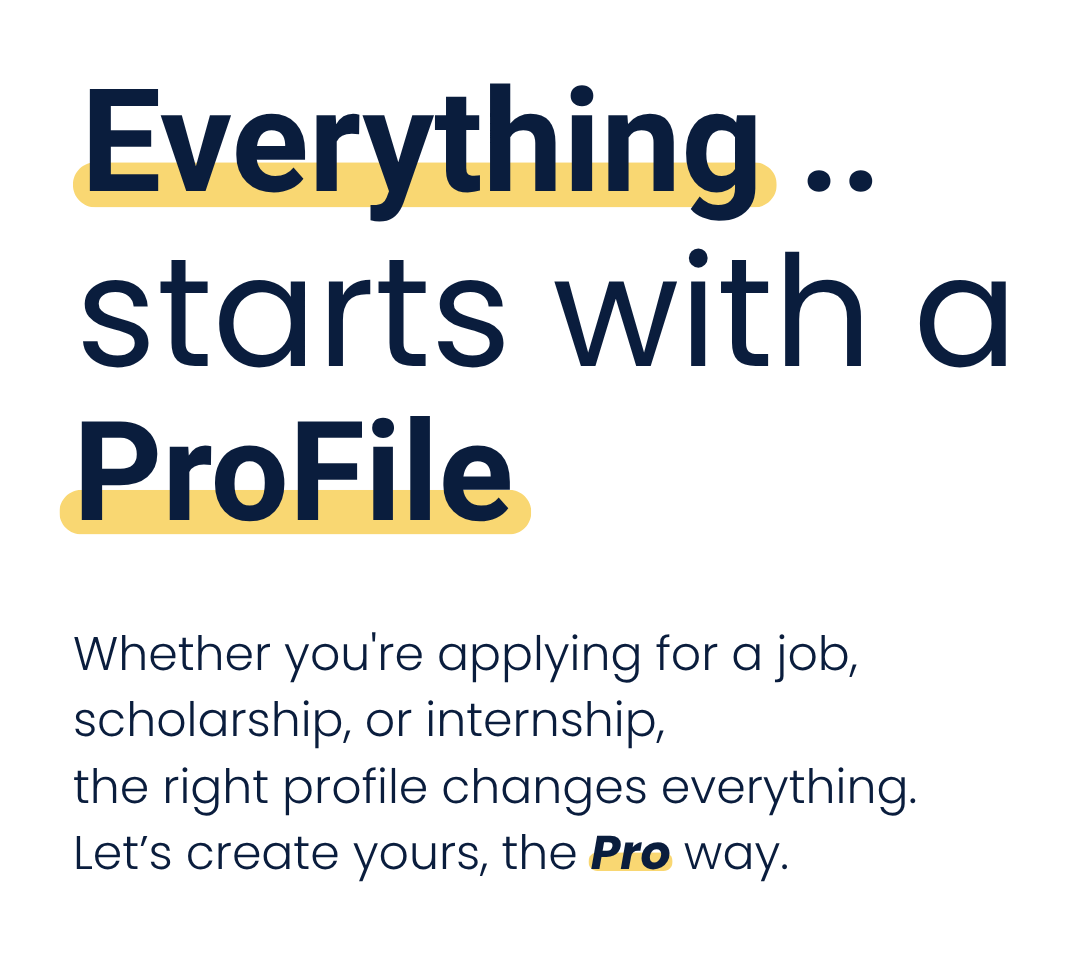 Everything ..
starts with a
ProFile
Whether you're applying for a job,
scholarship, or internship,
the right profile changes everything.
Let’s create yours, the Pro way.